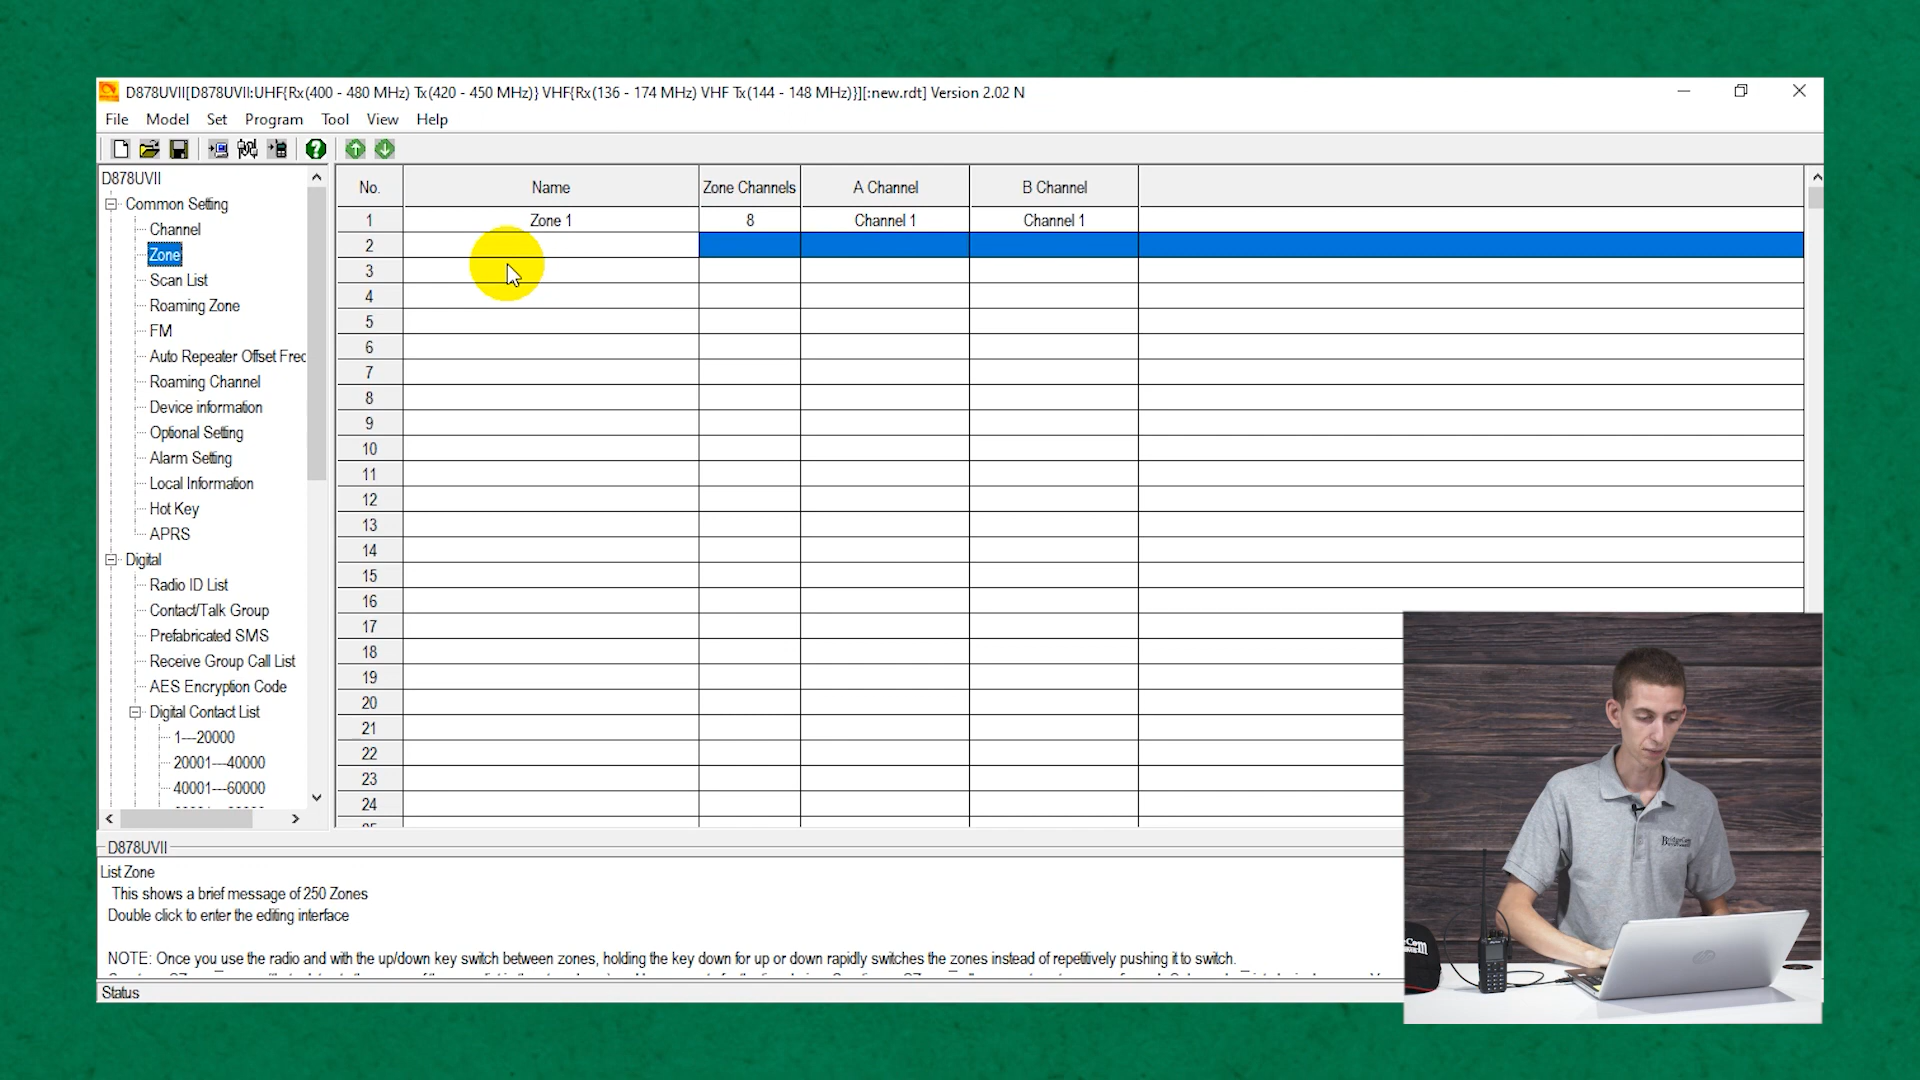 D878UVII[D878UVII:UHF{Rx(400 - 480 MHz) Tx(420 - 450 MHz)} VHF{Rx(136 - 174 MHz) VHF Tx(144 - 148 MHz)}][:new.rdt] Version 2.02 N
File Model Set Program Tool View Help
D878UVII
Common Setting
Channel
Zone
Scan List
Roaming Zone
FM
Auto Repeater Offset Freq
Roaming Channel
Device information
Optional Setting
Alarm Setting
Local Information
Hot Key
APRS
Digital
Radio ID List
Contact/Talk Group
Prefabricated SMS
Receive Group Call List
AES Encryption Code
Digital Contact List
1---20000
20001---40000
40001---60000
No. Name Zone Channels A Channel B Channel
1 Zone 1 8 Channel 1 Channel 1
2
3
4
5
6
7
8
9
10
11
12
13
14
15
16
17
18
19
20
21
22
23
24
D878UVII
List Zone
This shows a brief message of 250 Zones
Double click to enter the editing interface
NOTE: Once you use the radio and with the up/down key switch between zones, holding the key down for up or down rapidly switches the zones instead of repetitively pushing it to switch.
Status
BridgeCom